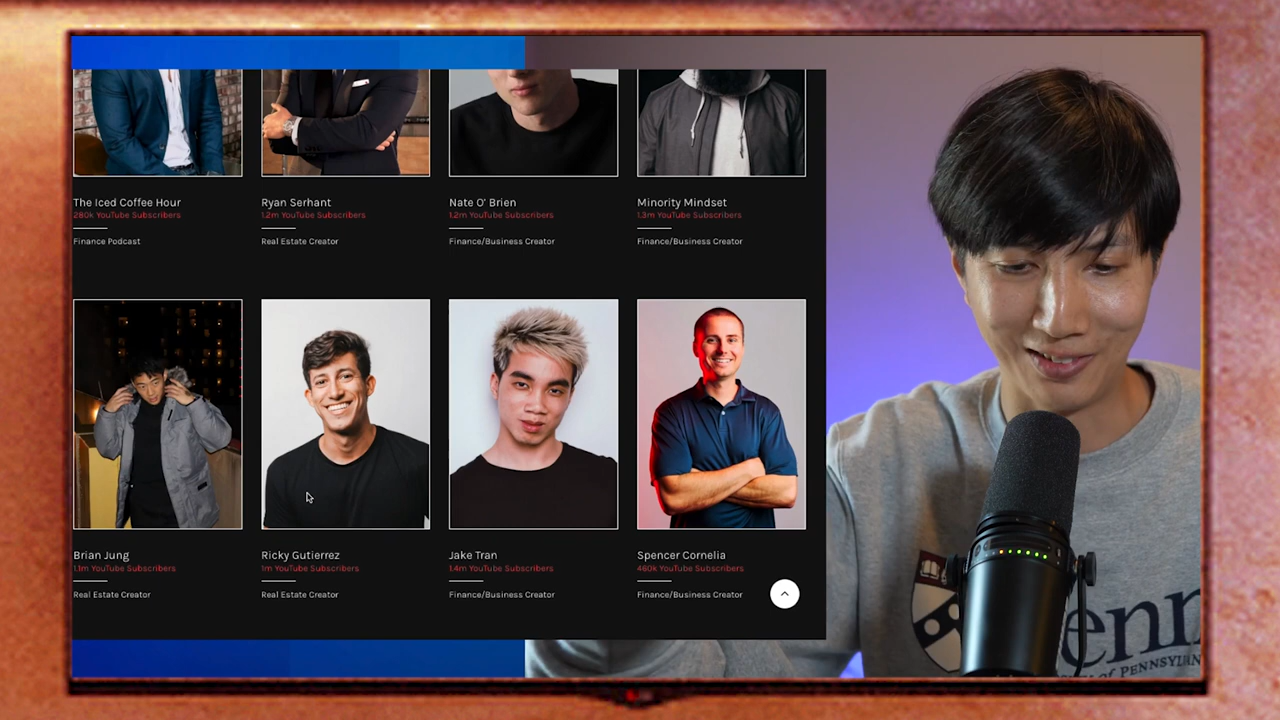 The Iced Coffee Hour
280k YouTube Subscribers
Finance Podcast
Ryan Serhant
1.2m YouTube Subscribers
Real Estate Creator
Nate O' Brien
1.2m YouTube Subscribers
Finance/Business Creator
Minority Mindset
1.3m YouTube Subscribers
Finance/Business Creator
Brian Jung
1.1m YouTube Subscribers
Real Estate Creator
Ricky Gutierrez
1m YouTube Subscribers
Real Estate Creator
Jake Tran
1.4m YouTube Subscribers
Finance/Business Creator
Spencer Cornelia
460k YouTube Subscribers
Finance/Business Creator
enn
of PENNSYLVAN